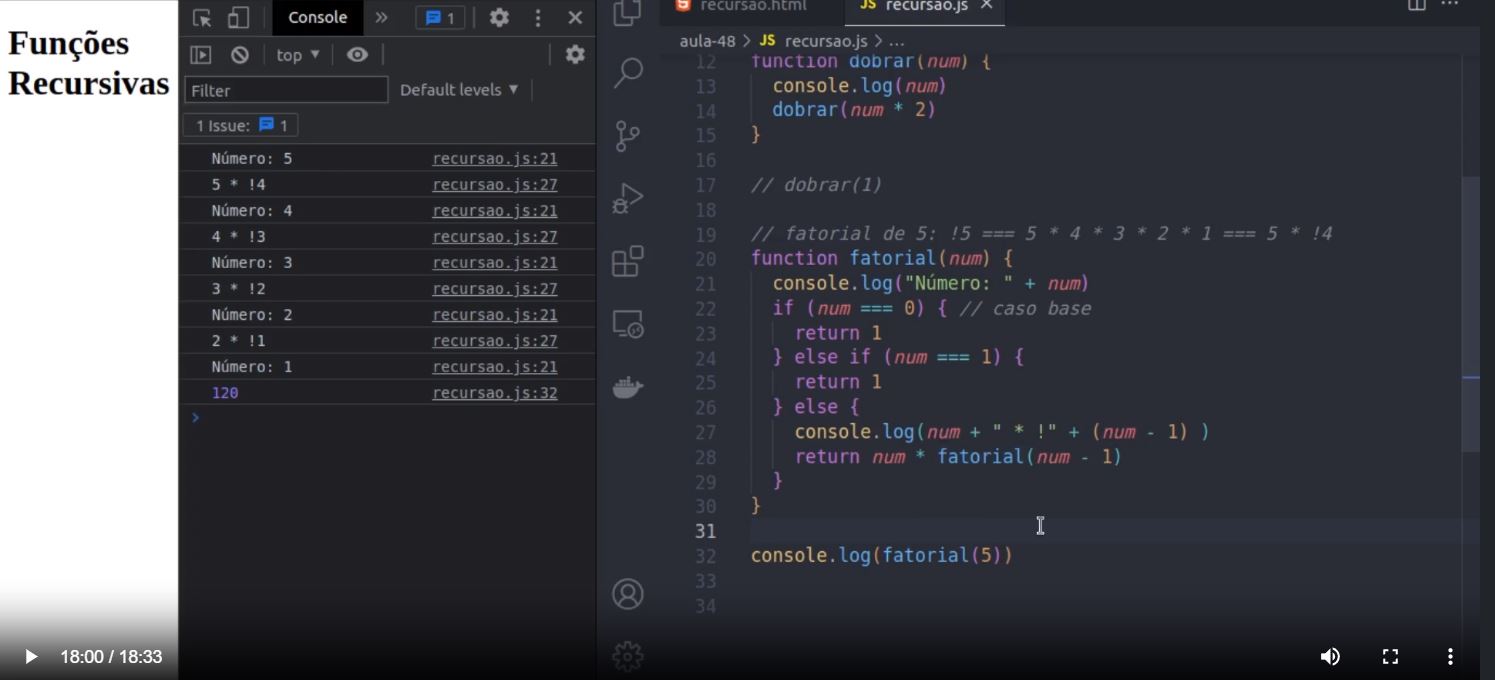 Funções
Recursivas
Console
1
top
Filter
Default levels
1 Issue: 1
Número: 5 recursao.js:21
5 * !4 recursao.js:27
Número: 4 recursao.js:21
4 * !3 recursao.js:27
Número: 3 recursao.js:21
3 * !2 recursao.js:27
Número: 2 recursao.js:21
2 * !1 recursao.js:27
Número: 1 recursao.js:21
120 recursao.js:32
recursao.html
JS recursao.js
aula-48 > JS recursao.js > ...
12 function dobrar(num) {
13 console.log(num)
14 dobrar(num * 2)
15 }
16
17 // dobrar(1)
18
19 // fatorial de 5: !5 === 5 * 4 * 3 * 2 * 1 === 5 * !4
20 function fatorial(num) {
21 console.log("Número: " + num)
22 if (num === 0) { // caso base
23 return 1
24 } else if (num === 1) {
25 return 1
26 } else {
27 console.log(num + " * !" + (num - 1) )
28 return num * fatorial(num - 1)
29 }
30 }
31
32 console.log(fatorial(5))
33
34
18:00 / 18:33